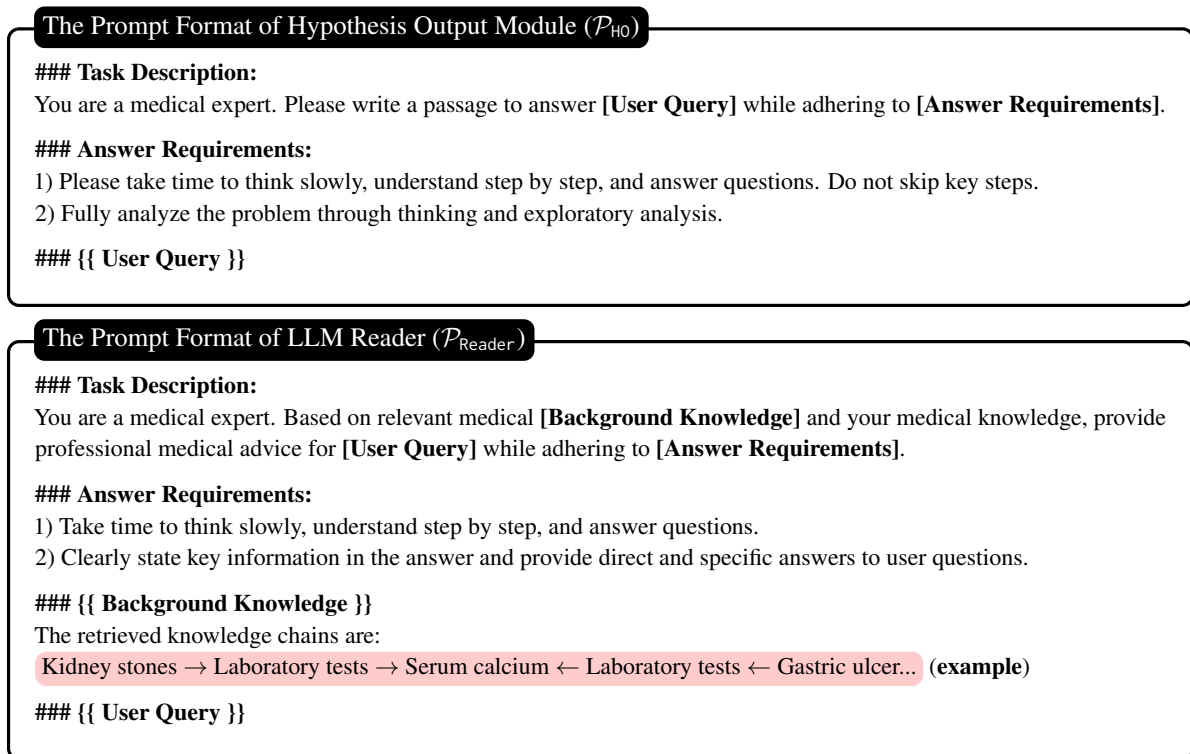 The Prompt Format of Hypothesis Output Module (𝒫HO)
### Task Description:
You are a medical expert. Please write a passage to answer [User Query] while adhering to [Answer Requirements].
### Answer Requirements:
1) Please take time to think slowly, understand step by step, and answer questions. Do not skip key steps.
2) Fully analyze the problem through thinking and exploratory analysis.
### {{ User Query }}
The Prompt Format of LLM Reader (𝒫Reader)
### Task Description:
You are a medical expert. Based on relevant medical [Background Knowledge] and your medical knowledge, provide
professional medical advice for [User Query] while adhering to [Answer Requirements].
### Answer Requirements:
1) Take time to think slowly, understand step by step, and answer questions.
2) Clearly state key information in the answer and provide direct and specific answers to user questions.
### {{ Background Knowledge }}
The retrieved knowledge chains are:
Kidney stones → Laboratory tests → Serum calcium ← Laboratory tests ← Gastric ulcer... (example)
### {{ User Query }}